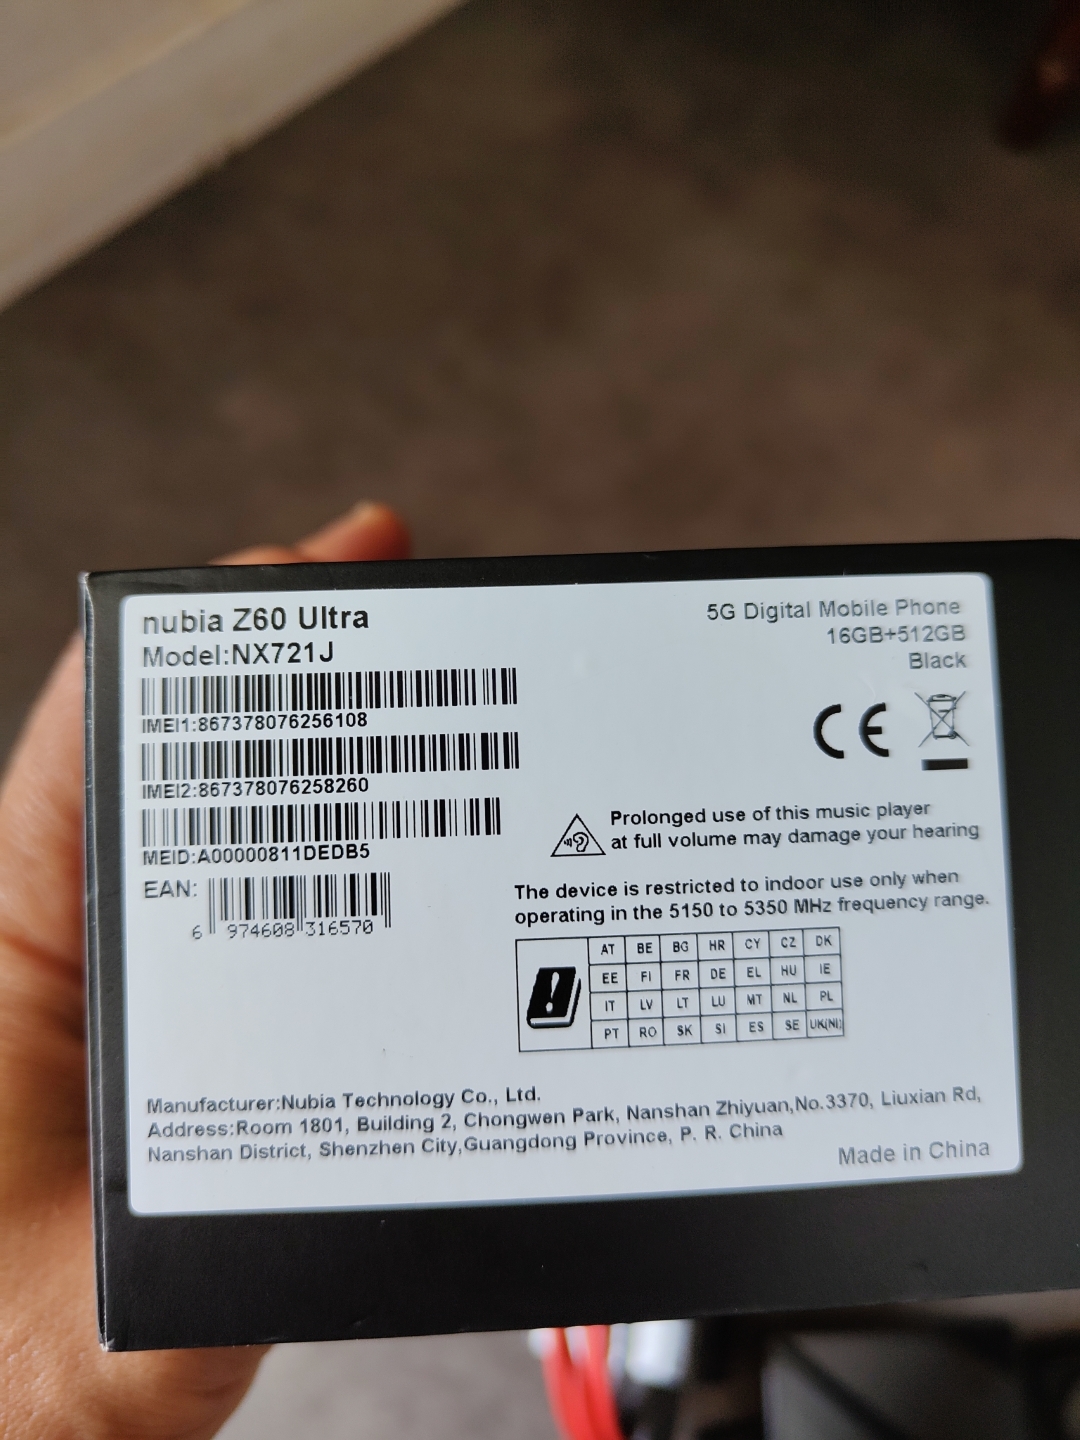 nubia Z60 Ultra
Model:NX721J
5G Digital Mobile Phone
16GB+512GB
Black
IMEI1:867378076256108
IMEI2:867378076258260
MEID:A00000811DEDB5
EAN:
6 974608 316570
CE
Prolonged use of this music player
at full volume may damage your hearing
The device is restricted to indoor use only when
operating in the 5150 to 5350 MHz frequency range.
AT BE BG HR CY CZ DK
EE FI FR DE EL HU IE
IT LV LT LU MT NL PL
PT RO SK SI ES SE UK(NI)
Manufacturer:Nubia Technology Co., Ltd.
Address:Room 1801, Building 2, Chongwen Park, Nanshan Zhiyuan,No.3370, Liuxian Rd,
Nanshan District, Shenzhen City,Guangdong Province, P. R. China
Made in China